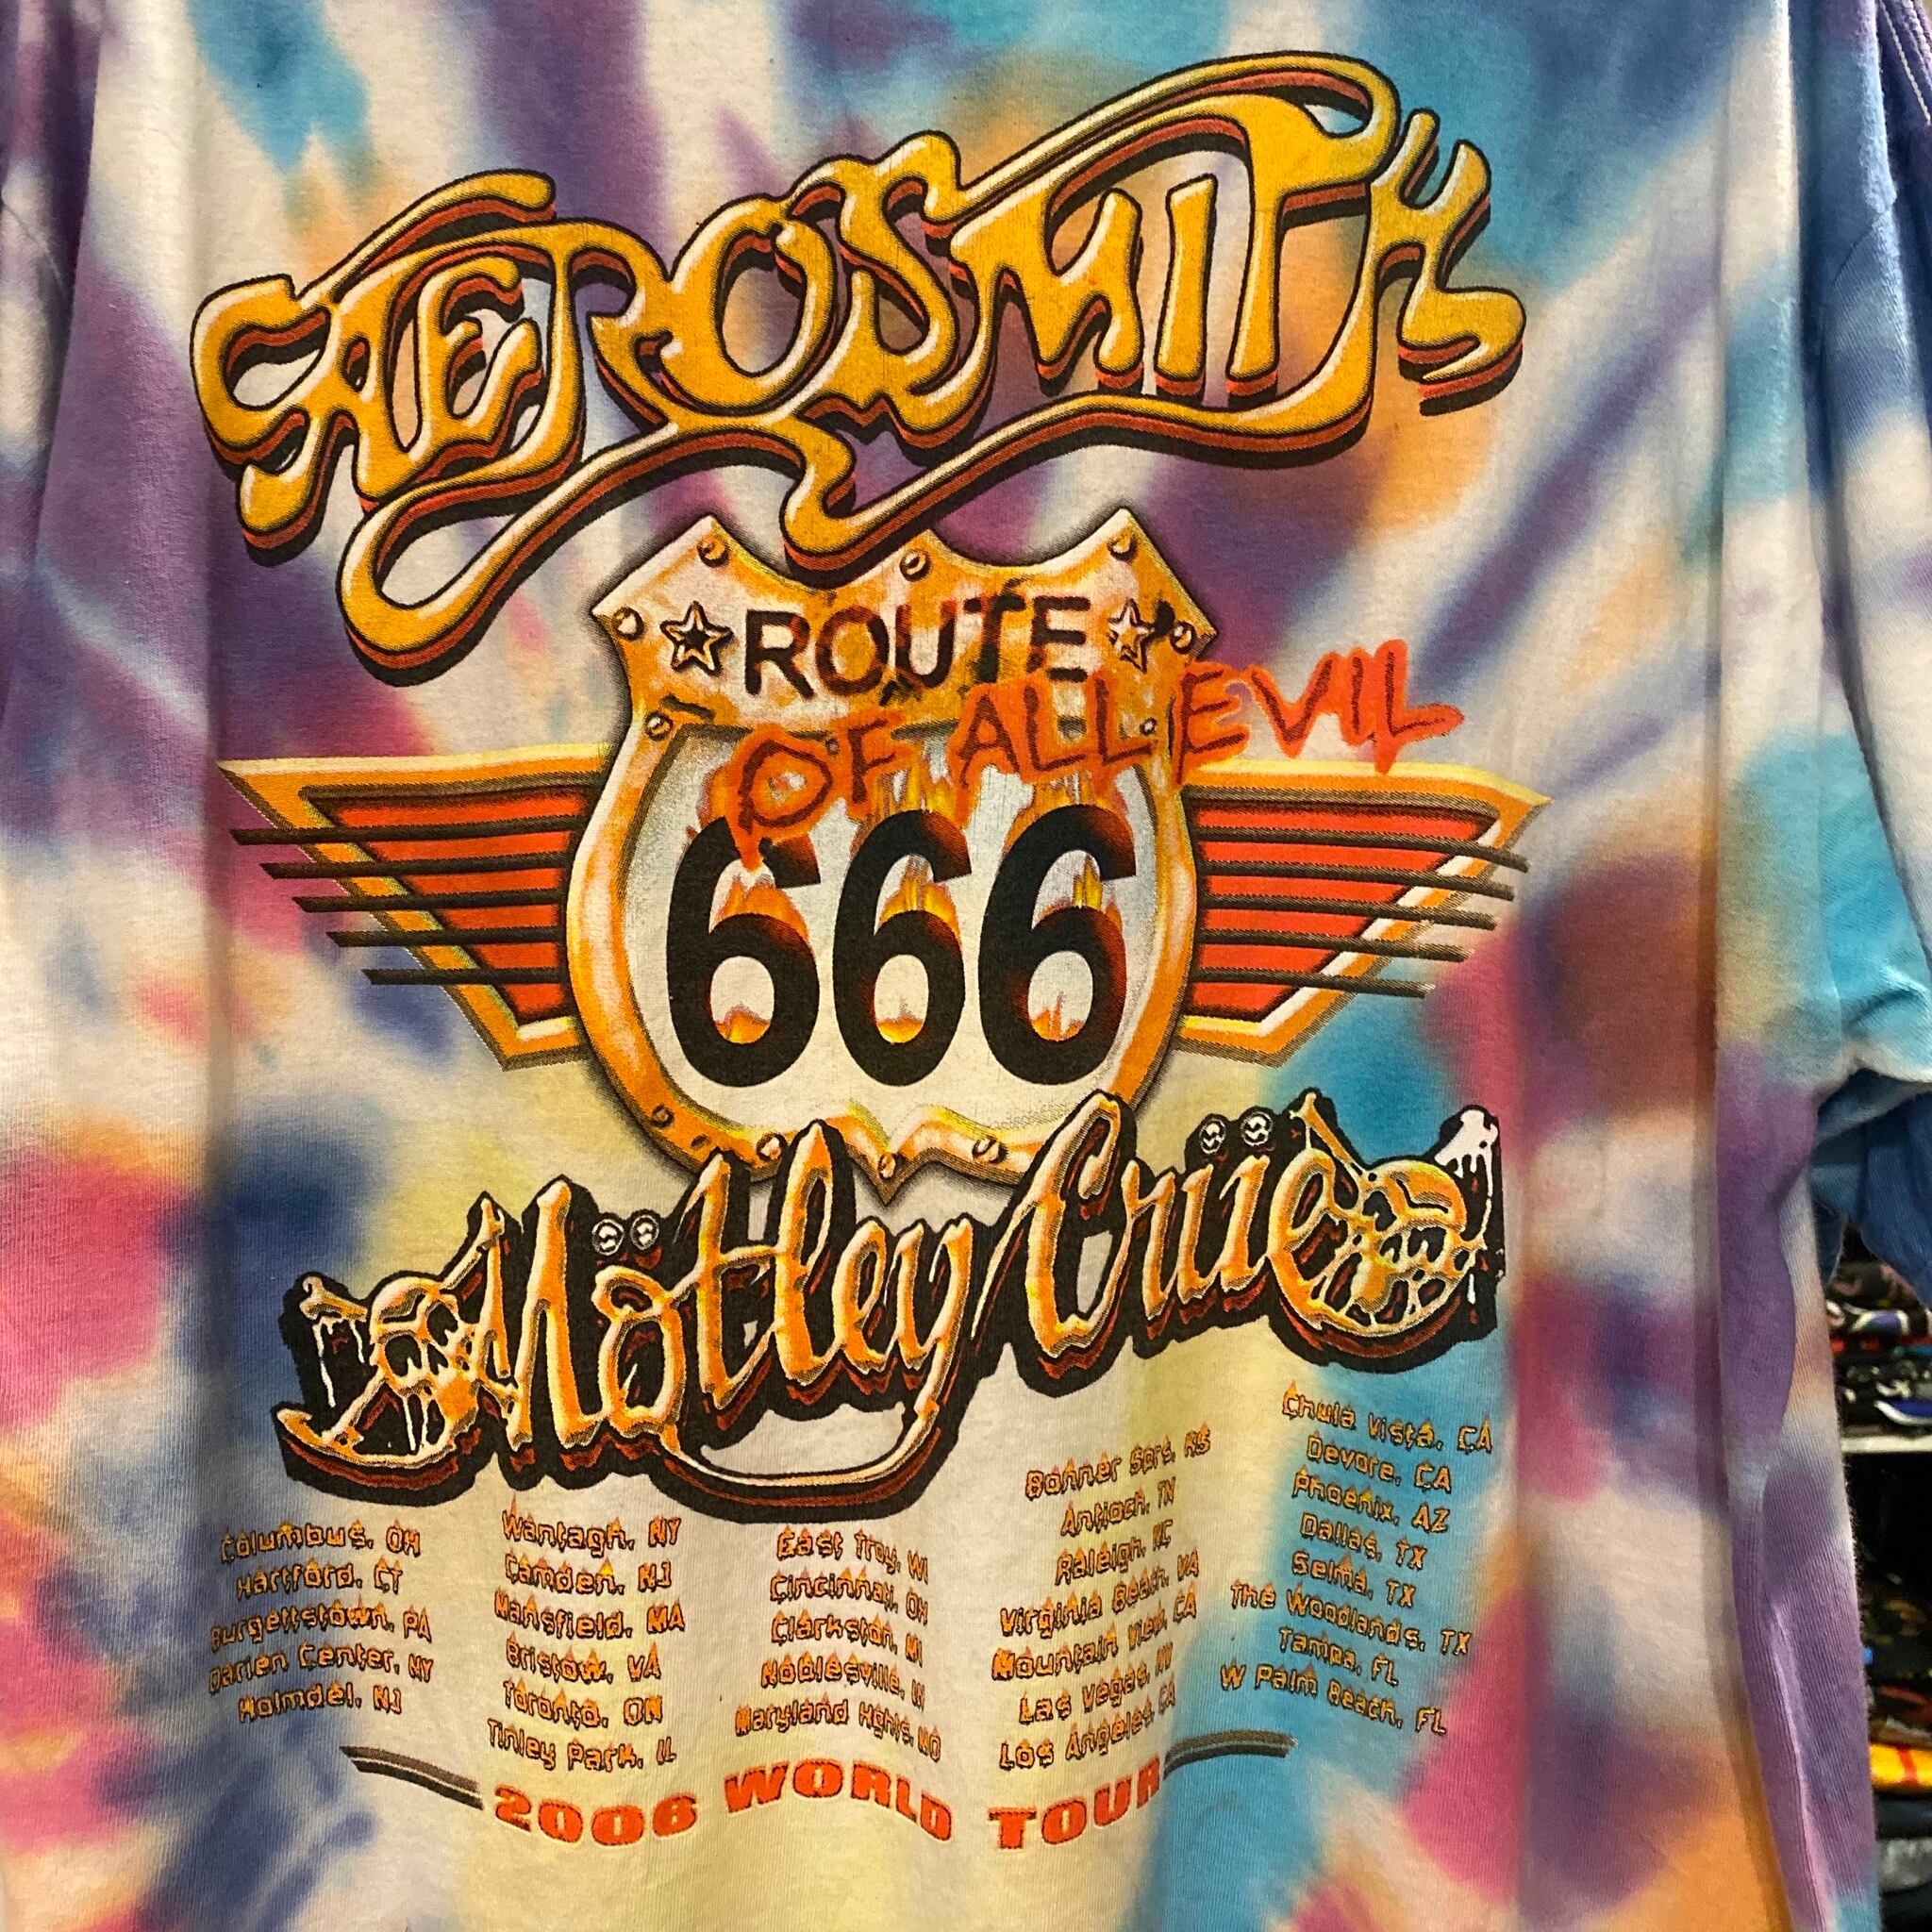 AEROSMITH
ROUTE
OF ALL EVIL
666
Mötley Crüe
Columbus, OH
Hartford, CT
Burgettstown, PA
Darien Center, NY
Holmdel, NJ
Wantagh, NY
Camden, NJ
Mansfield, MA
Bristow, VA
Toronto, ON
Tinley Park, IL
East Troy, WI
Cincinnati, OH
Clarkston, MI
Noblesville, IN
Maryland Hghts, MO
Bonner Sprs, KS
Antioch, TN
Raleigh, NC
Virginia Beach, VA
Mountain View, CA
Las Vegas, NV
Los Angeles, CA
Chula Vista, CA
Devore, CA
Phoenix, AZ
Dallas, TX
Selma, TX
The Woodlands, TX
Tampa, FL
W Palm Beach, FL
2006 WORLD TOUR